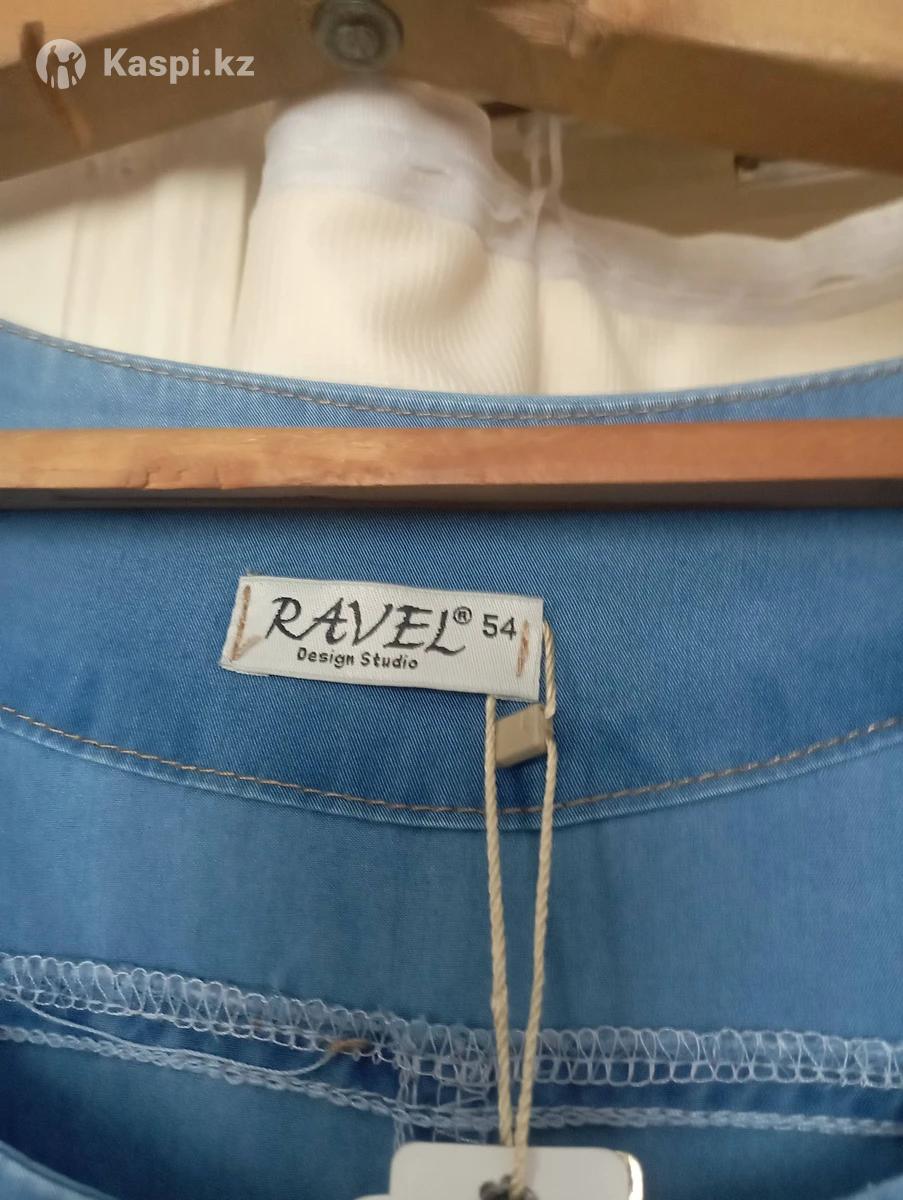 Kaspi.kz
RAVEL® 54
Design Studio